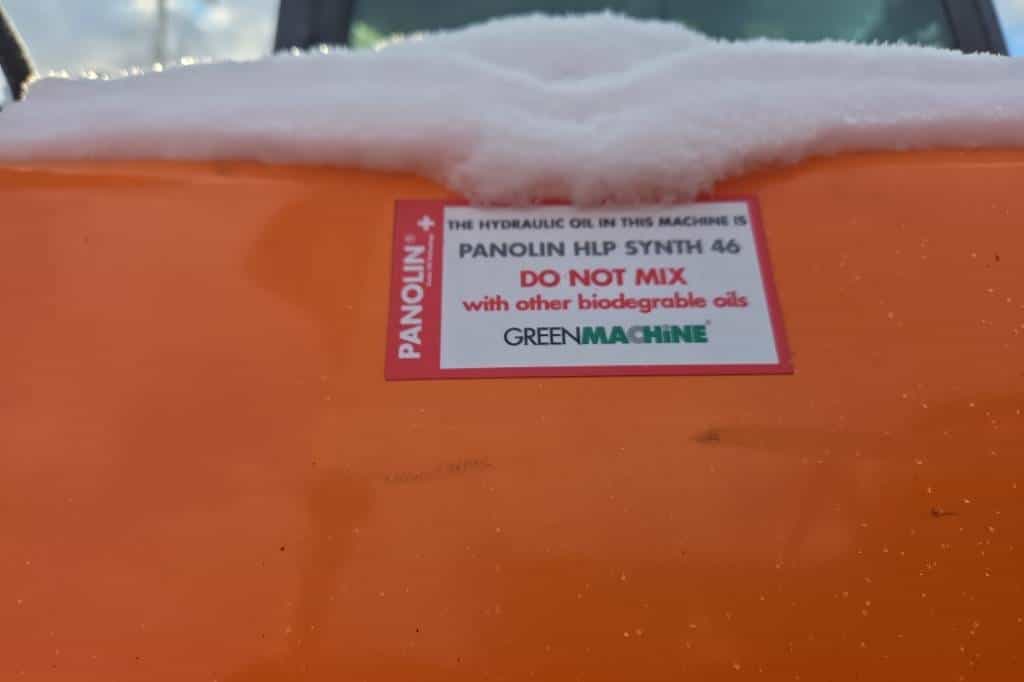 PANOLIN®
THE HYDRAULIC OIL IN THIS MACHINE IS
PANOLIN HLP SYNTH 46
DO NOT MIX
with other biodegrable oils
GREENMACHINE®